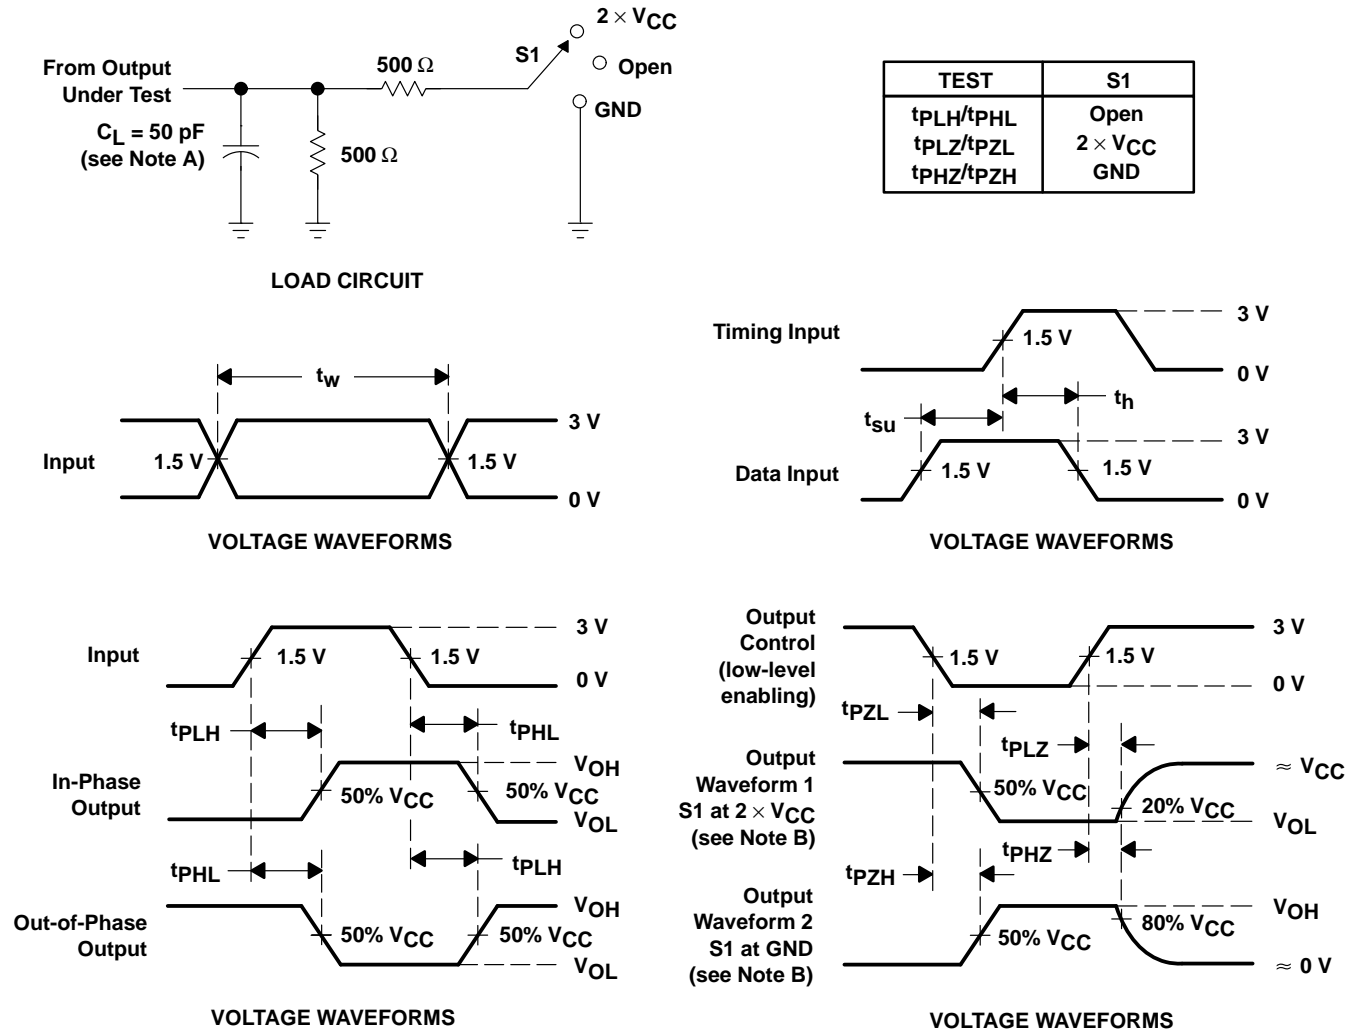 2 × VCC
S1
Open
GND
From Output
Under Test
500 Ω
CL = 50 pF
(see Note A)
500 Ω
LOAD CIRCUIT
TEST S1
tPLH/tPHL Open
tPLZ/tPZL 2 × VCC
tPHZ/tPZH GND
tw
Input
1.5 V
1.5 V
3 V
0 V
VOLTAGE WAVEFORMS
Timing Input
1.5 V
3 V
0 V
th
tsu
Data Input
1.5 V
1.5 V
3 V
0 V
VOLTAGE WAVEFORMS
Input
1.5 V
1.5 V
3 V
0 V
tPLH
tPHL
In-Phase
Output
50% VCC
50% VCC
VOH
VOL
tPHL
tPLH
Out-of-Phase
Output
50% VCC
50% VCC
VOH
VOL
VOLTAGE WAVEFORMS
Output
Control
(low-level
enabling)
1.5 V
1.5 V
3 V
0 V
tPZL
tPLZ
Output
Waveform 1
S1 at 2 × VCC
(see Note B)
50% VCC
20% VCC
≈ VCC
VOL
tPZH
tPHZ
Output
Waveform 2
S1 at GND
(see Note B)
50% VCC
80% VCC
VOH
≈ 0 V
VOLTAGE WAVEFORMS